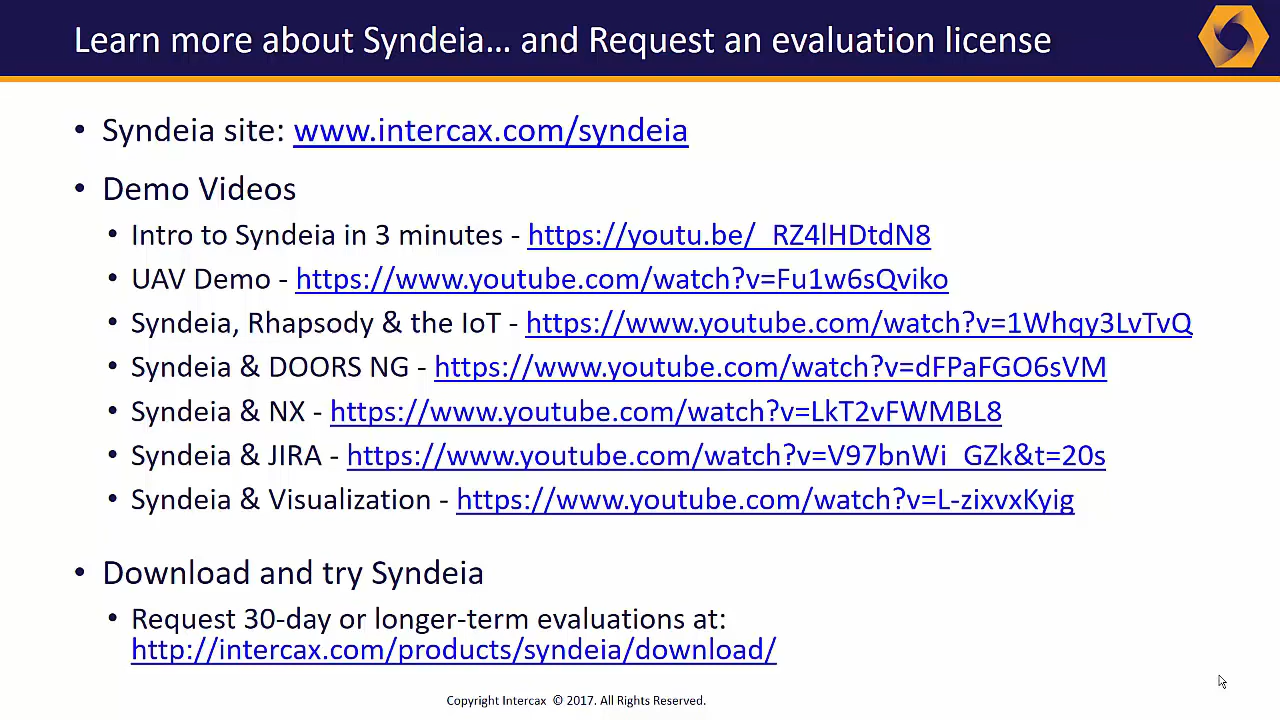 Learn more about Syndeia… and Request an evaluation license
• Syndeia site: www.intercax.com/syndeia
• Demo Videos
• Intro to Syndeia in 3 minutes - https://youtu.be/_RZ4lHDtdN8
• UAV Demo - https://www.youtube.com/watch?v=Fu1w6sQviko
• Syndeia, Rhapsody & the IoT - https://www.youtube.com/watch?v=1Whqy3LvTvQ
• Syndeia & DOORS NG - https://www.youtube.com/watch?v=dFPaFGO6sVM
• Syndeia & NX - https://www.youtube.com/watch?v=LkT2vFWMBL8
• Syndeia & JIRA - https://www.youtube.com/watch?v=V97bnWi_GZk&t=20s
• Syndeia & Visualization - https://www.youtube.com/watch?v=L-zixvxKyig
• Download and try Syndeia
• Request 30-day or longer-term evaluations at:
http://intercax.com/products/syndeia/download/
Copyright Intercax © 2017. All Rights Reserved.